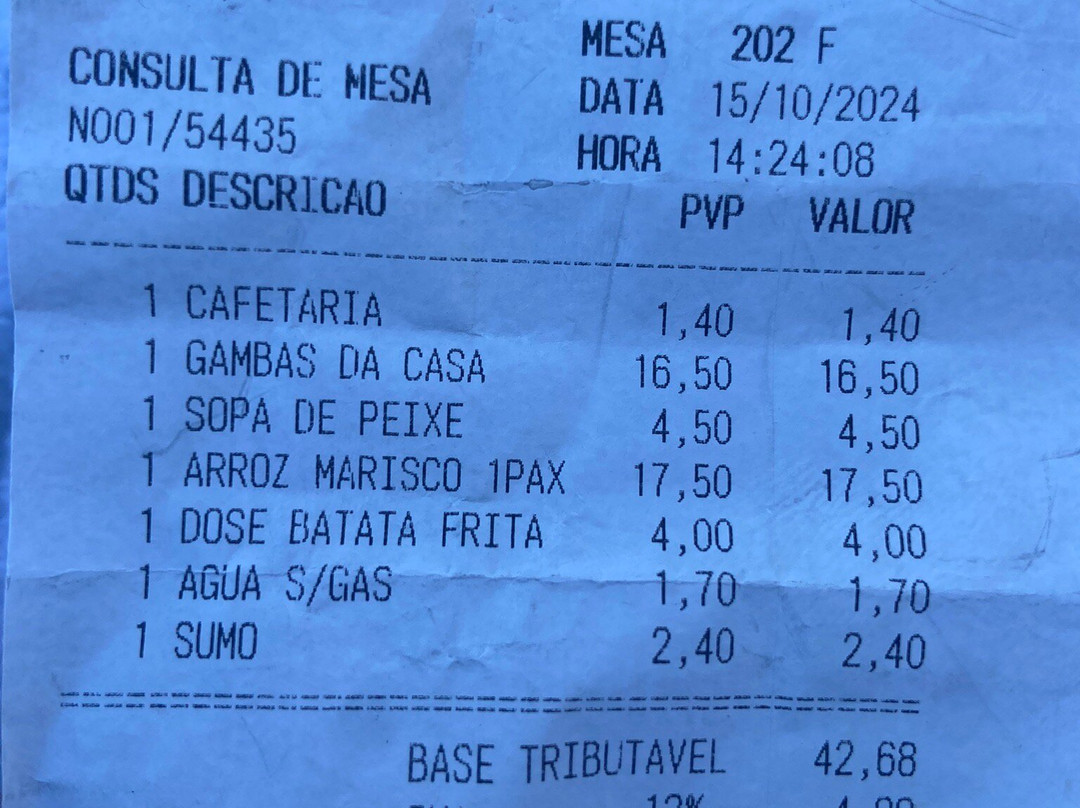 CONSULTA DE MESA
N001/54435
MESA 202 F
DATA 15/10/2024
HORA 14:24:08
QTDS DESCRICAO PVP VALOR
1 CAFETARIA 1,40 1,40
1 GAMBAS DA CASA 16,50 16,50
1 SOPA DE PEIXE 4,50 4,50
1 ARROZ MARISCO 1PAX 17,50 17,50
1 DOSE BATATA FRITA 4,00 4,00
1 AGUA S/GAS 1,70 1,70
1 SUMO 2,40 2,40
BASE TRIBUTAVEL 42,68